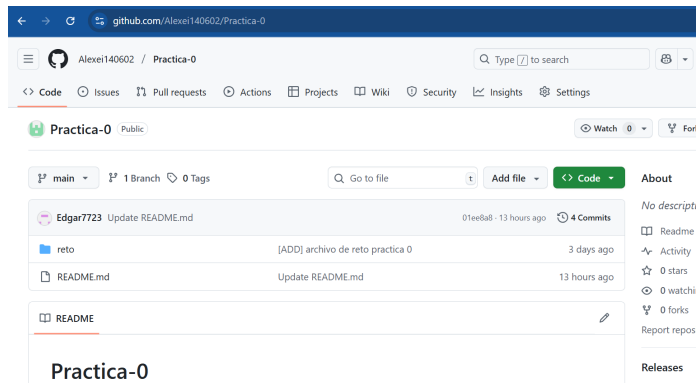 github.com/Alexei140602/Practica-0
Alexei140602 / Practica-0
Type / to search
Code Issues Pull requests Actions Projects Wiki Security Insights Settings
Practica-0 Public
Watch 0
main 1 Branch 0 Tags
Go to file t
Add file Code
About
Edgar7723 Update README.md 01ee8a8 · 13 hours ago 4 Commits
reto [ADD] archivo de reto practica 0 3 days ago
README.md Update README.md 13 hours ago
README
Practica-0
No
Readme
Activity
0 stars
0
0 forks
Report
Releases